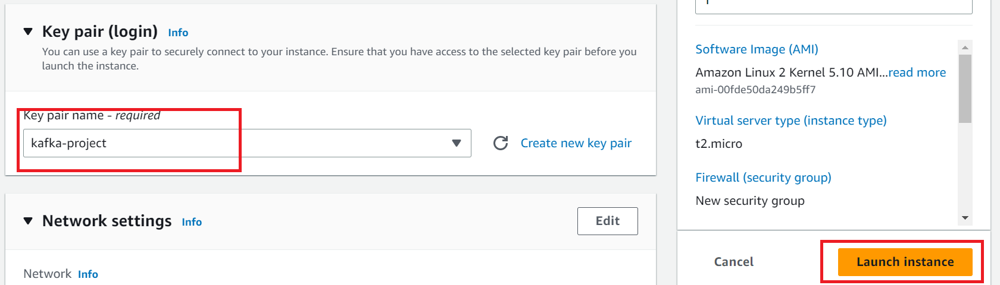 Key pair (login) Info
You can use a key pair to securely connect to your instance. Ensure that you have access to the selected key pair before you
launch the instance.
Key pair name - required
kafka-project
Create new key pair
Network settings Info
Edit
Network Info
Software Image (AMI)
Amazon Linux 2 Kernel 5.10 AMI...read more
ami-00fde50da249b5ff7
Virtual server type (instance type)
t2.micro
Firewall (security group)
New security group
Cancel
Launch instance